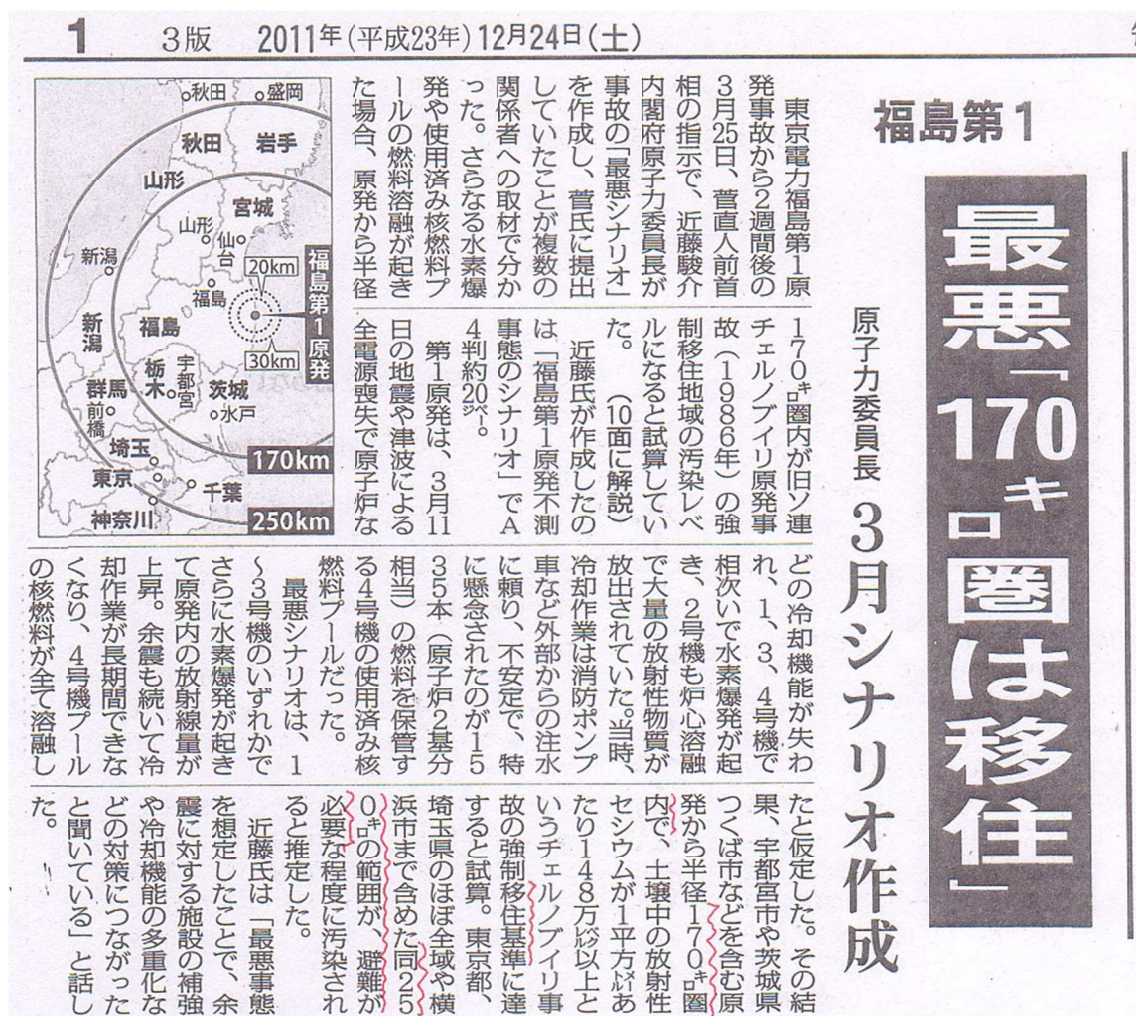 1 3版 2011年(平成23年)12月24日(土)
福島第1
最悪「170㌔圏は移住」
原子力委員長 3月シナリオ作成
東京電力福島第1原
発事故から2週間後の
3月25日、菅直人前首
相の指示で、近藤駿介
内閣府原子力委員長が
事故の「最悪シナリオ」
を作成し、菅氏に提出
していたことが複数の
関係者への取材で分か
った。さらなる水素爆
発や使用済み核燃料プ
ールの燃料溶融が起き
た場合、原発から半径
170㌔圏内が旧ソ連
チェルノブイリ原発事
故(1986年)の強
制移住地域の汚染レベ
ルになると試算してい
た。 (10面に解説)
近藤氏が作成したの
は「福島第1原発不測
事態のシナリオ」でA
4判約20㌻。
第1原発は、3月11
日の地震や津波による
全電源喪失で原子炉な
どの冷却機能が失わ
れ、1、3、4号機で
相次いで水素爆発が起
き、2号機も炉心溶融
で大量の放射性物質が
放出されていた。当時、
冷却作業は消防ポンプ
車など外部からの注水
に頼り、不安定で、特
に懸念されたのが15
35本(原子炉2基分
相当)の燃料を保管す
る4号機の使用済み核
燃料プールだった。
最悪シナリオは、1
～3号機のいずれかで
さらに水素爆発が起き
て原発内の放射線量が
上昇。余震も続いて冷
却作業が長期間できな
くなり、4号機プール
の核燃料が全て溶融し
たと仮定した。その結
果、宇都宮市や茨城県
つくば市などを含む原
発から半径170㌔圏
内で、土壌中の放射性
セシウムが1平方㍍あ
たり148万㏃以上と
いうチェルノブイリ事
故の強制移住基準に達
すると試算。東京都、
埼玉県のほぼ全域や横
浜市まで含めた同25
0㌔の範囲が、避難が
必要な程度に汚染され
ると推定した。
近藤氏は「最悪事態
を想定したことで、余
震に対する施設の補強
や冷却機能の多重化な
どの対策につながった
と聞いている」と話し
た。
秋田
盛岡
秋田
岩手
山形
宮城
山形
仙台
新潟
20km
福島第1原発
福島
新潟
福島
30km
宇都宮
栃木
茨城
群馬
前橋
水戸
埼玉
170km
東京
千葉
神奈川
250km